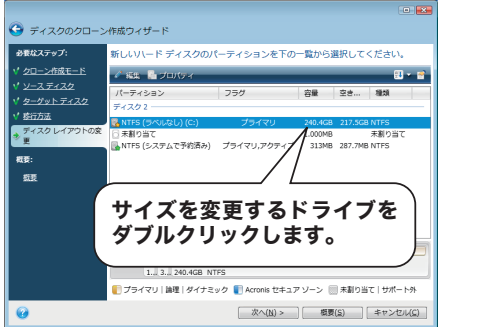 ディスクのクローン作成ウィザード
必要なステップ:
クローン作成モード
ソース ディスク
ターゲット ディスク
移行方法
ディスク レイアウトの変
更
概要:
概要
新しいハード ディスクのパーティションを下の一覧から選択してください。
編集 プロパティ
パーティション フラグ 容量 空き... 種類
ディスク 2
NTFS (ラベルなし) (C:) プライマリ 240.4GB 217.5GB NTFS
未割り当て 1.000MB 未割り当て
NTFS (システムで予約済み) プライマリ,アクティブ 313MB 287.7MB NTFS
サイズを変更するドライブを
ダブルクリックします。
1... 3... 240.4GB NTFS
プライマリ | 論理 | ダイナミック Acronis セキュア ゾーン 未割り当て | サポート外
次へ(N) > 概要(S) キャンセル(C)